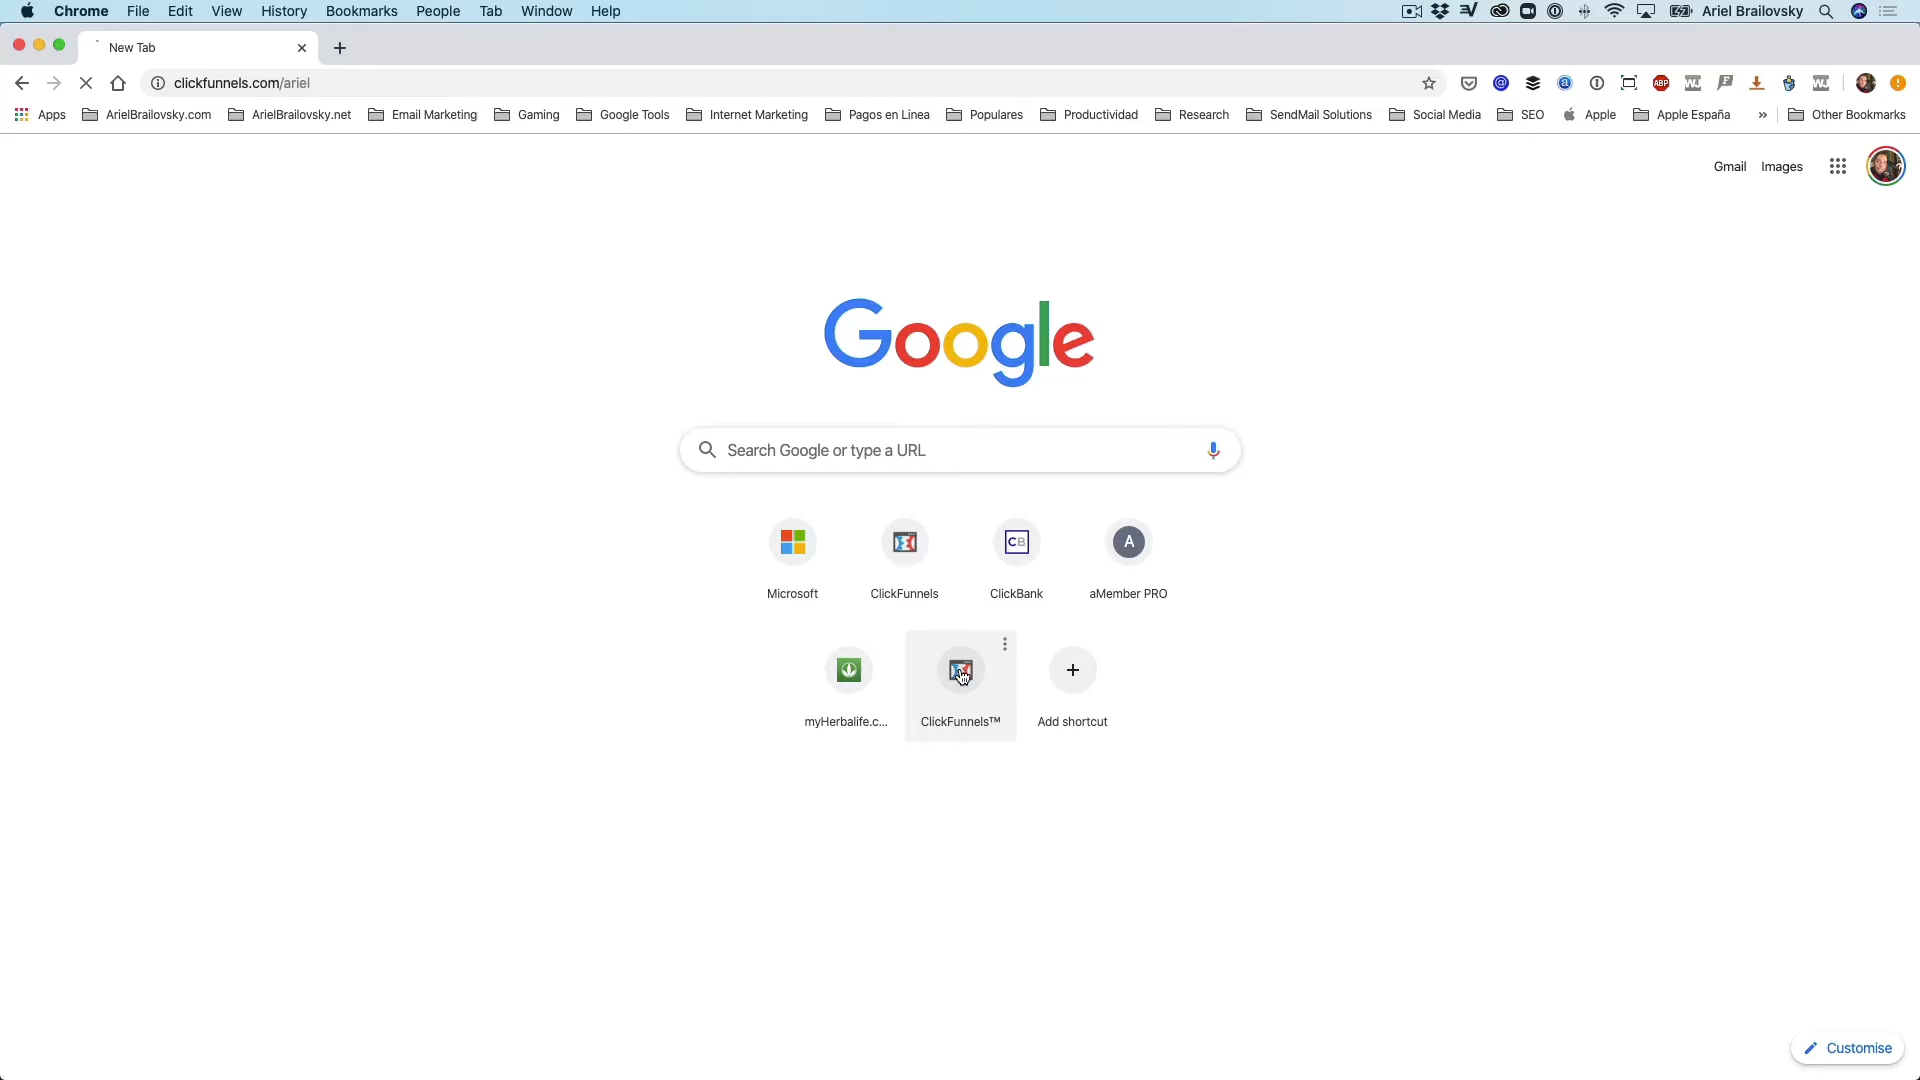 Chrome File Edit View History Bookmarks People Tab Window Help Ariel Brailovsky
New Tab
clickfunnels.com/ariel
Apps ArielBrailovsky.com ArielBrailovsky.net Email Marketing Gaming Google Tools Internet Marketing Pagos en Linea Populares Productividad Research SendMail Solutions Social Media SEO Apple Apple España » Other Bookmarks
Gmail Images
Google
Search Google or type a URL
CB A
Microsoft ClickFunnels ClickBank aMember PRO
myHerbalife.c... ClickFunnels™ Add shortcut
Customise